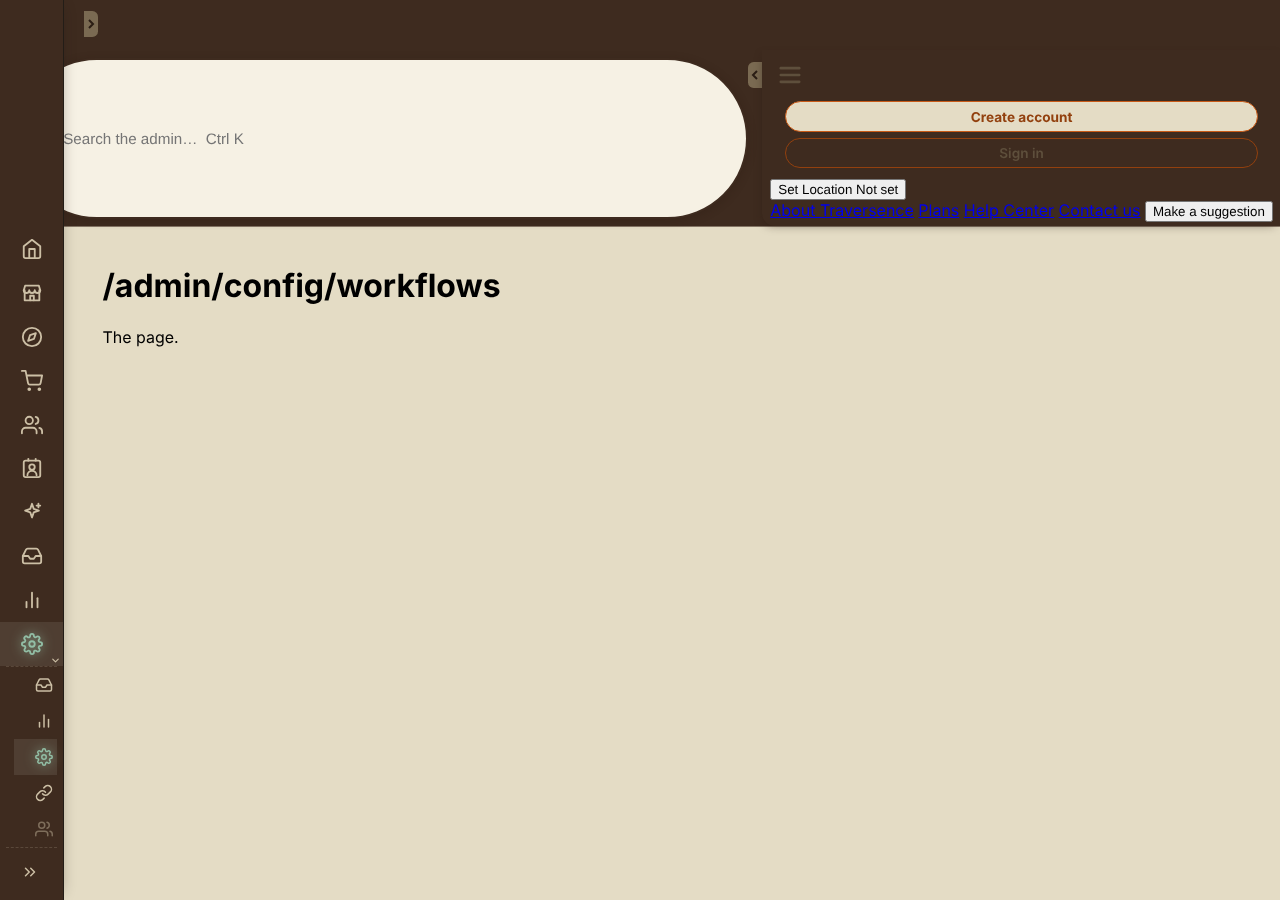 Search the admin… Ctrl K
Create account
Sign in
Set Location Not set
About Traversence Plans Help Center Contact us Make a suggestion
/admin/config/workflows
The page.